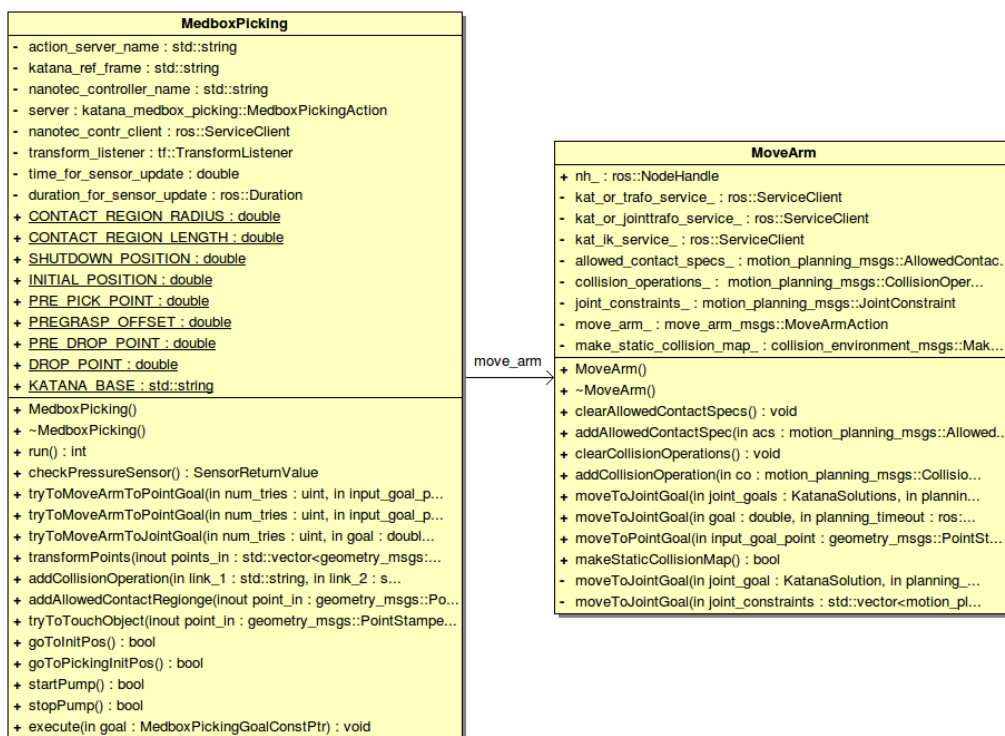 MedboxPicking
- action_server_name : std::string
- katana_ref_frame : std::string
- nanotec_controller_name : std::string
- server : katana_medbox_picking::MedboxPickingAction
- nanotec_contr_client : ros::ServiceClient
- transform_listener : tf::TransformListener
- time_for_sensor_update : double
- duration_for_sensor_update : ros::Duration
+ CONTACT_REGION_RADIUS : double
+ CONTACT_REGION_LENGTH : double
+ SHUTDOWN_POSITION : double
+ INITIAL_POSITION : double
+ PRE_PICK_POINT : double
+ PREGRASP_OFFSET : double
+ PRE_DROP_POINT : double
+ DROP_POINT : double
+ KATANA_BASE : std::string
+ MedboxPicking()
+ ~MedboxPicking()
+ run() : int
+ checkPressureSensor() : SensorReturnValue
+ tryToMoveArmToPointGoal(in num_tries : uint, in input_goal_p...
+ tryToMoveArmToPointGoal(in num_tries : uint, in input_goal_p...
+ tryToMoveArmToJointGoal(in num_tries : uint, in goal : doubl...
+ transformPoints(inout points_in : std::vector<geometry_msgs:...
+ addCollisionOperation(in link_1 : std::string, in link_2 : s...
+ addAllowedContactRegionge(inout point_in : geometry_msgs::Po...
+ tryToTouchObject(inout point_in : geometry_msgs::PointStampe...
+ goToInitPos() : bool
+ goToPickingInitPos() : bool
+ startPump() : bool
+ stopPump() : bool
+ execute(in goal : MedboxPickingGoalConstPtr) : void
move_arm
MoveArm
+ nh_ : ros::NodeHandle
- kat_or_trafo_service_ : ros::ServiceClient
- kat_or_jointtrafo_service_ : ros::ServiceClient
- kat_ik_service_ : ros::ServiceClient
- allowed_contact_specs_ : motion_planning_msgs::AllowedContac...
- collision_operations_ : motion_planning_msgs::CollisionOper...
- joint_constraints_ : motion_planning_msgs::JointConstraint
- move_arm_ : move_arm_msgs::MoveArmAction
- make_static_collision_map_ : collision_environment_msgs::Mak...
+ MoveArm()
+ ~MoveArm()
+ clearAllowedContactSpecs() : void
+ addAllowedContactSpec(in acs : motion_planning_msgs::Allowed...
+ clearCollisionOperations() : void
+ addCollisionOperation(in co : motion_planning_msgs::Collisio...
+ moveToJointGoal(in joint_goals : KatanaSolutions, in plannin...
+ moveToJointGoal(in goal : double, in planning_timeout : ros:...
+ moveToPointGoal(in input_goal_point : geometry_msgs::PointSt...
+ makeStaticCollisionMap() : bool
- moveToJointGoal(in joint_goal : KatanaSolution, in planning_...
- moveToJointGoal(in joint_constraints : std::vector<motion_pl...